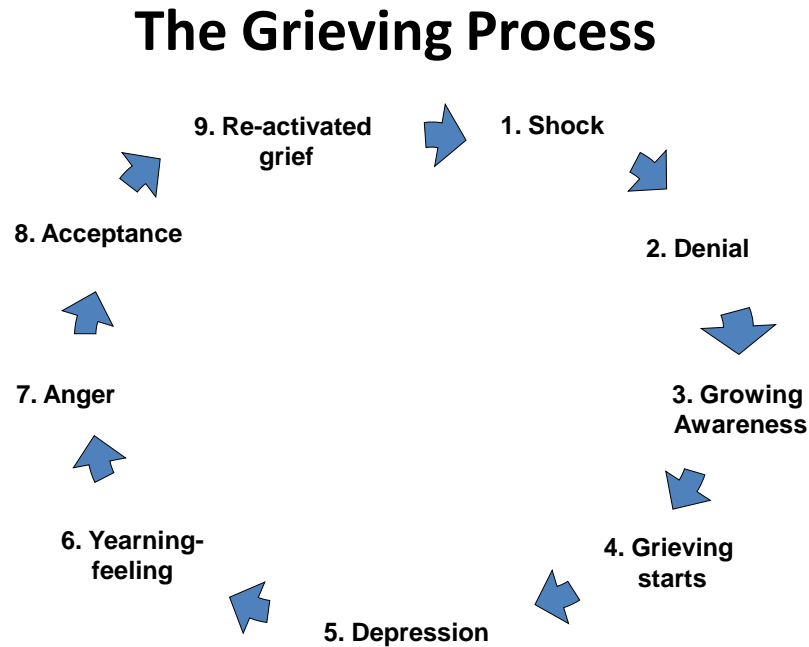 The Grieving Process
1. Shock
2. Denial
3. Growing
Awareness
4. Grieving
starts
5. Depression
6. Yearning-
feeling
7. Anger
8. Acceptance
9. Re-activated
grief